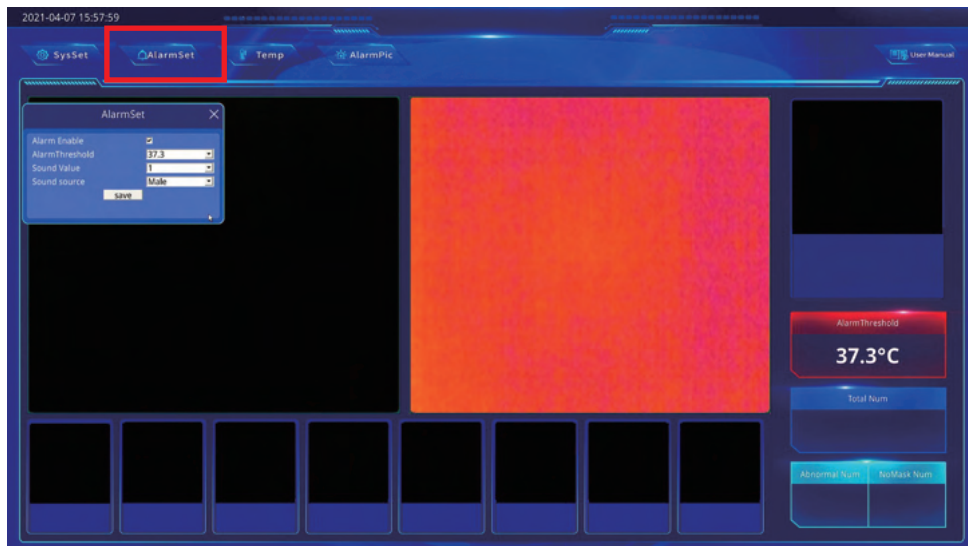 2021-04-07 15:57:59
SysSet AlarmSet Temp AlarmPic User Manual
AlarmSet
Alarm Enable
AlarmThreshold 37.3
Sound Value 1
Sound source Male
save
AlarmThreshold
37.3°C
Total Num
Abnormal Num NoMask Num